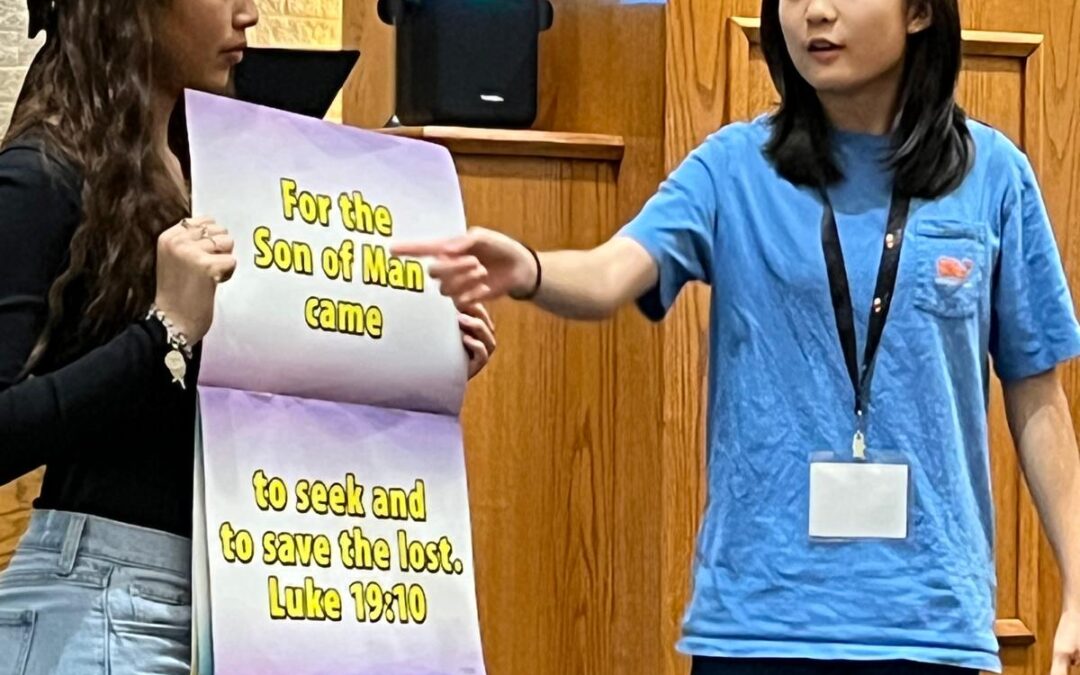 For the
Son of Man
came
to seek and
to save the lost.
Luke 19:10